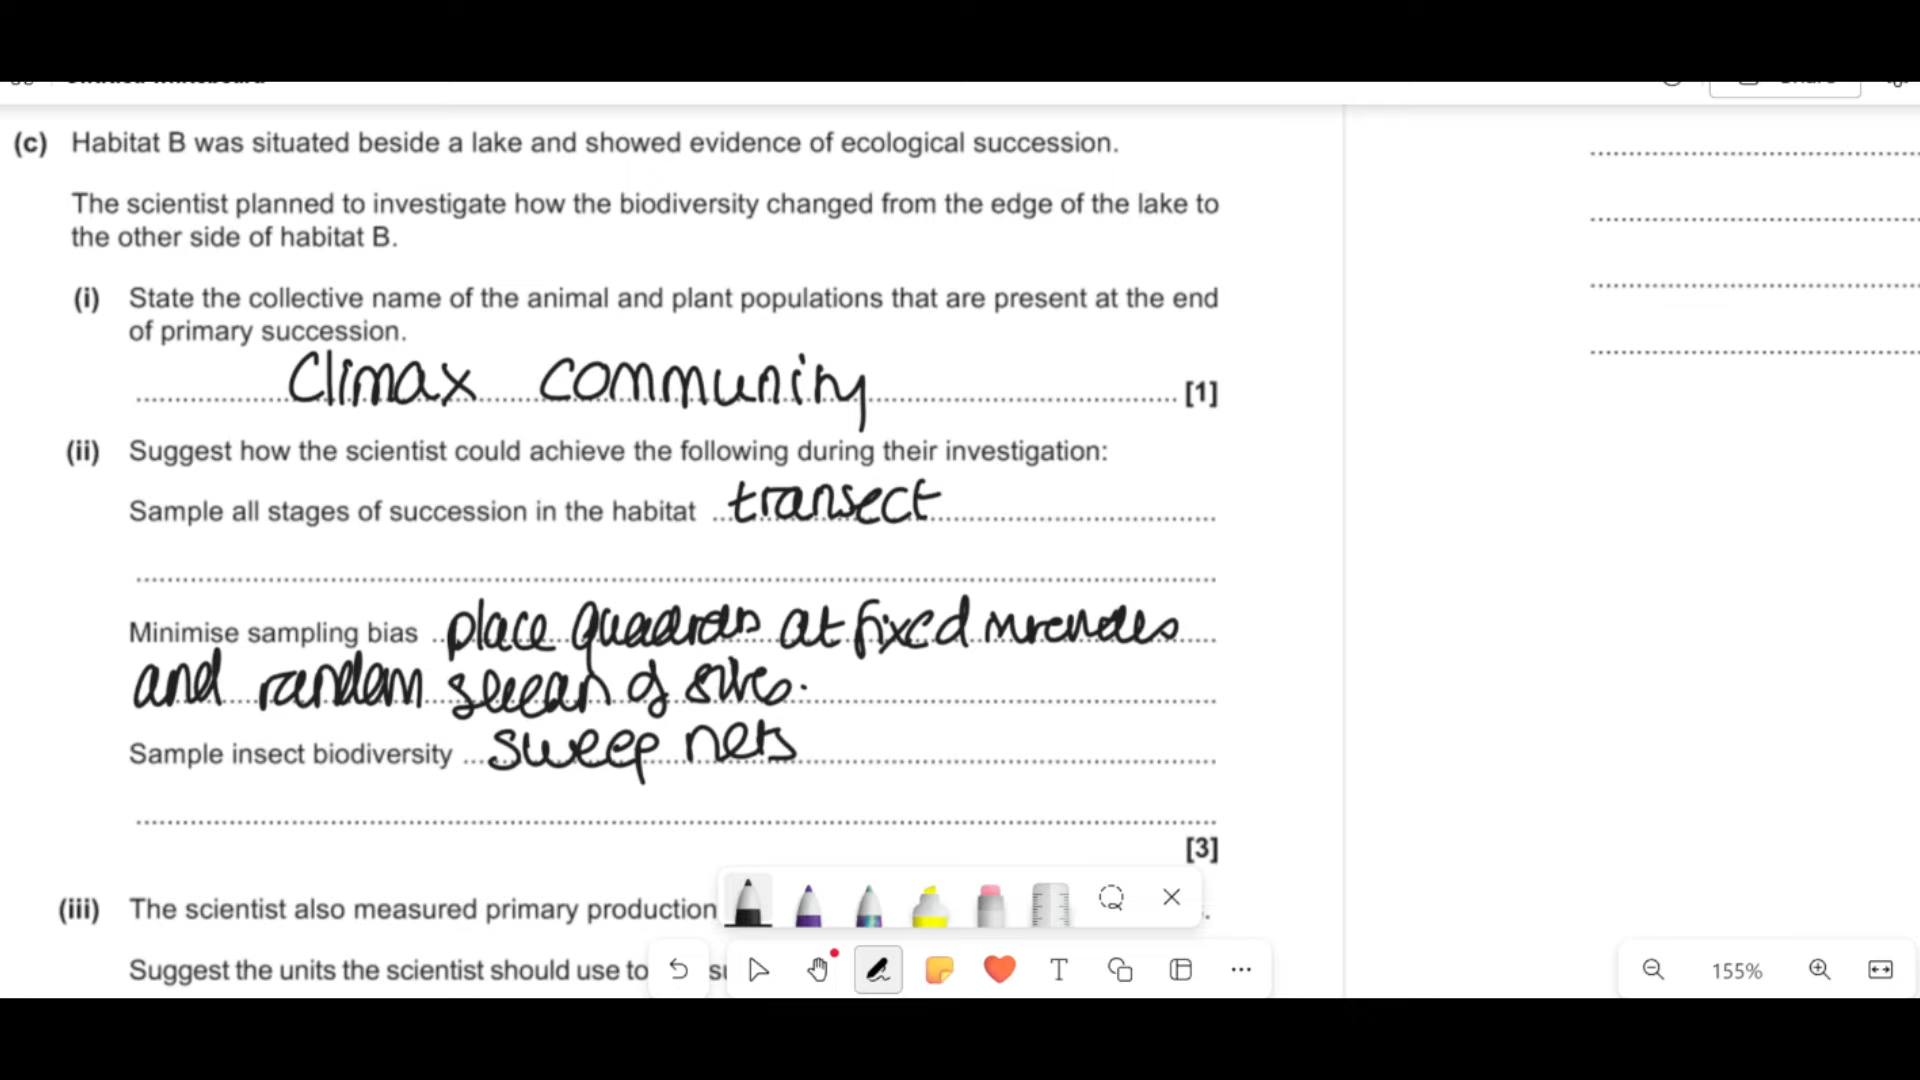 (c) Habitat B was situated beside a lake and showed evidence of ecological succession.
The scientist planned to investigate how the biodiversity changed from the edge of the lake to
the other side of habitat B.
(i) State the collective name of the animal and plant populations that are present at the end
of primary succession.
Climax community [1]
(ii) Suggest how the scientist could achieve the following during their investigation:
Sample all stages of succession in the habitat transect
Minimise sampling bias place quadrats at fixed
and random of sites.
Sample insect biodiversity sweep nets
[3]
(iii) The scientist also measured primary production
Suggest the units the scientist should use to
155%